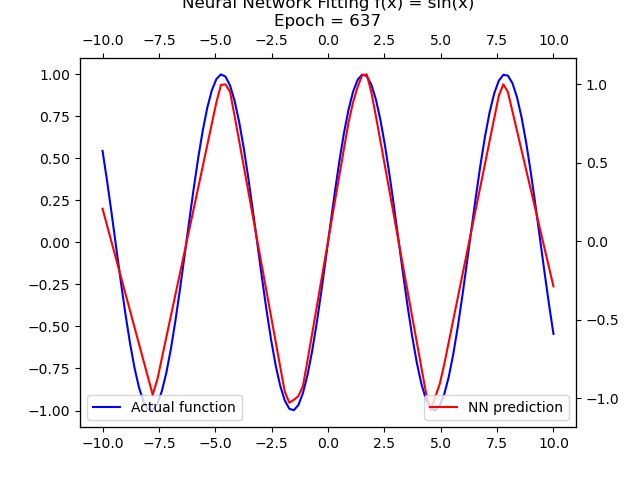 Neural Network Fitting f(x) = sin(x)
Epoch = 637
−10.0 −7.5 −5.0 −2.5 0.0 2.5 5.0 7.5 10.0
1.00
0.75
0.50
0.25
0.00
−0.25
−0.50
−0.75
−1.00
1.0
0.5
0.0
−0.5
−1.0
Actual function
NN prediction
−10.0 −7.5 −5.0 −2.5 0.0 2.5 5.0 7.5 10.0